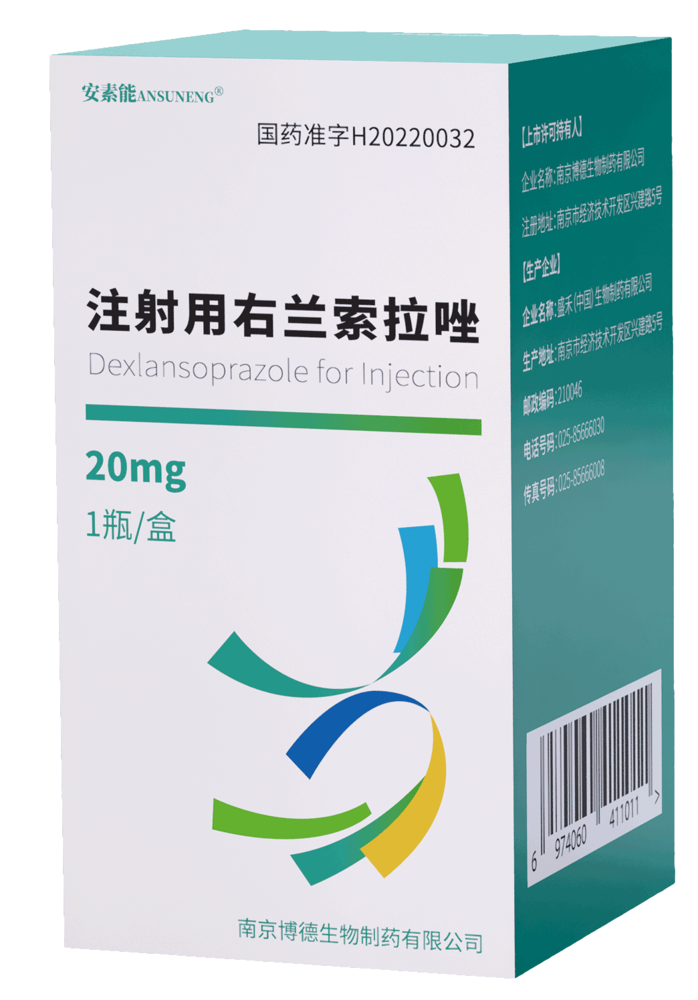 安素能ANSUNENG®
国药准字H20220032
注射用右兰索拉唑
Dexlansoprazole for Injection
20mg
1瓶/盒
南京博德生物制药有限公司
【上市许可持有人】
企业名称:南京博德生物制药有限公司
注册地址:南京市经济技术开发区兴建路5号
【生产企业】
企业名称:盛禾(中国)生物制药有限公司
生产地址:南京市经济技术开发区兴建路5号
邮政编码:210046
电话号码:025-85666030
传真号码:025-85666008
6 974060 411011 >